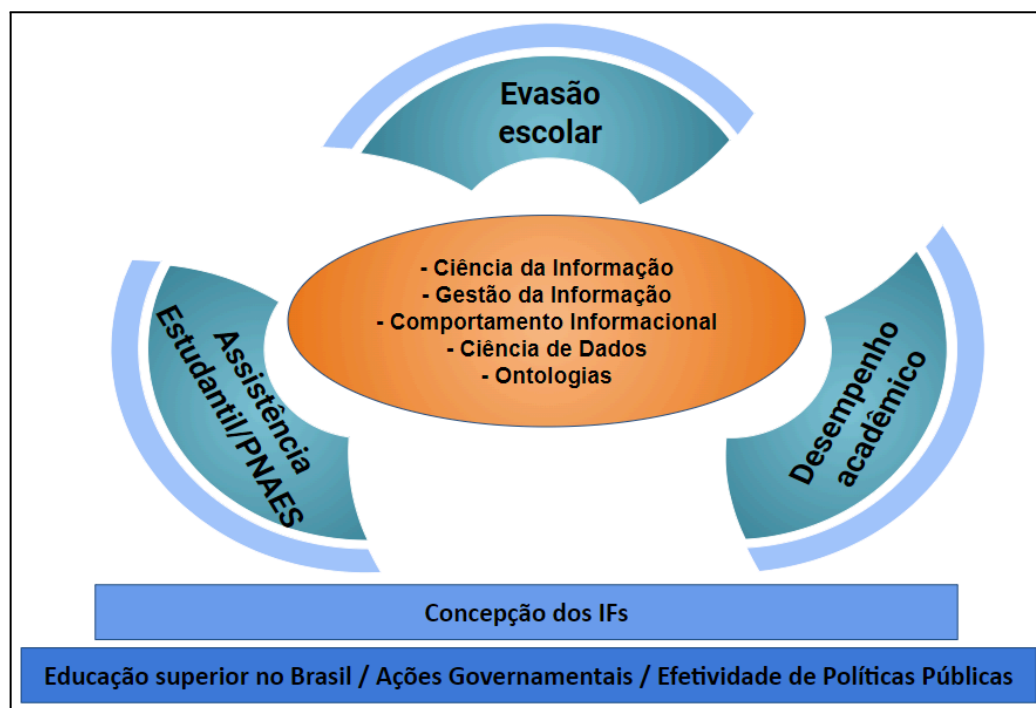 Evasão
escolar
- Ciência da Informação
- Gestão da Informação
- Comportamento Informacional
- Ciência de Dados
- Ontologias
Assistência
Estudantil/PNAES
Desempenho
acadêmico
Concepção dos IFs
Educação superior no Brasil / Ações Governamentais / Efetividade de Políticas Públicas